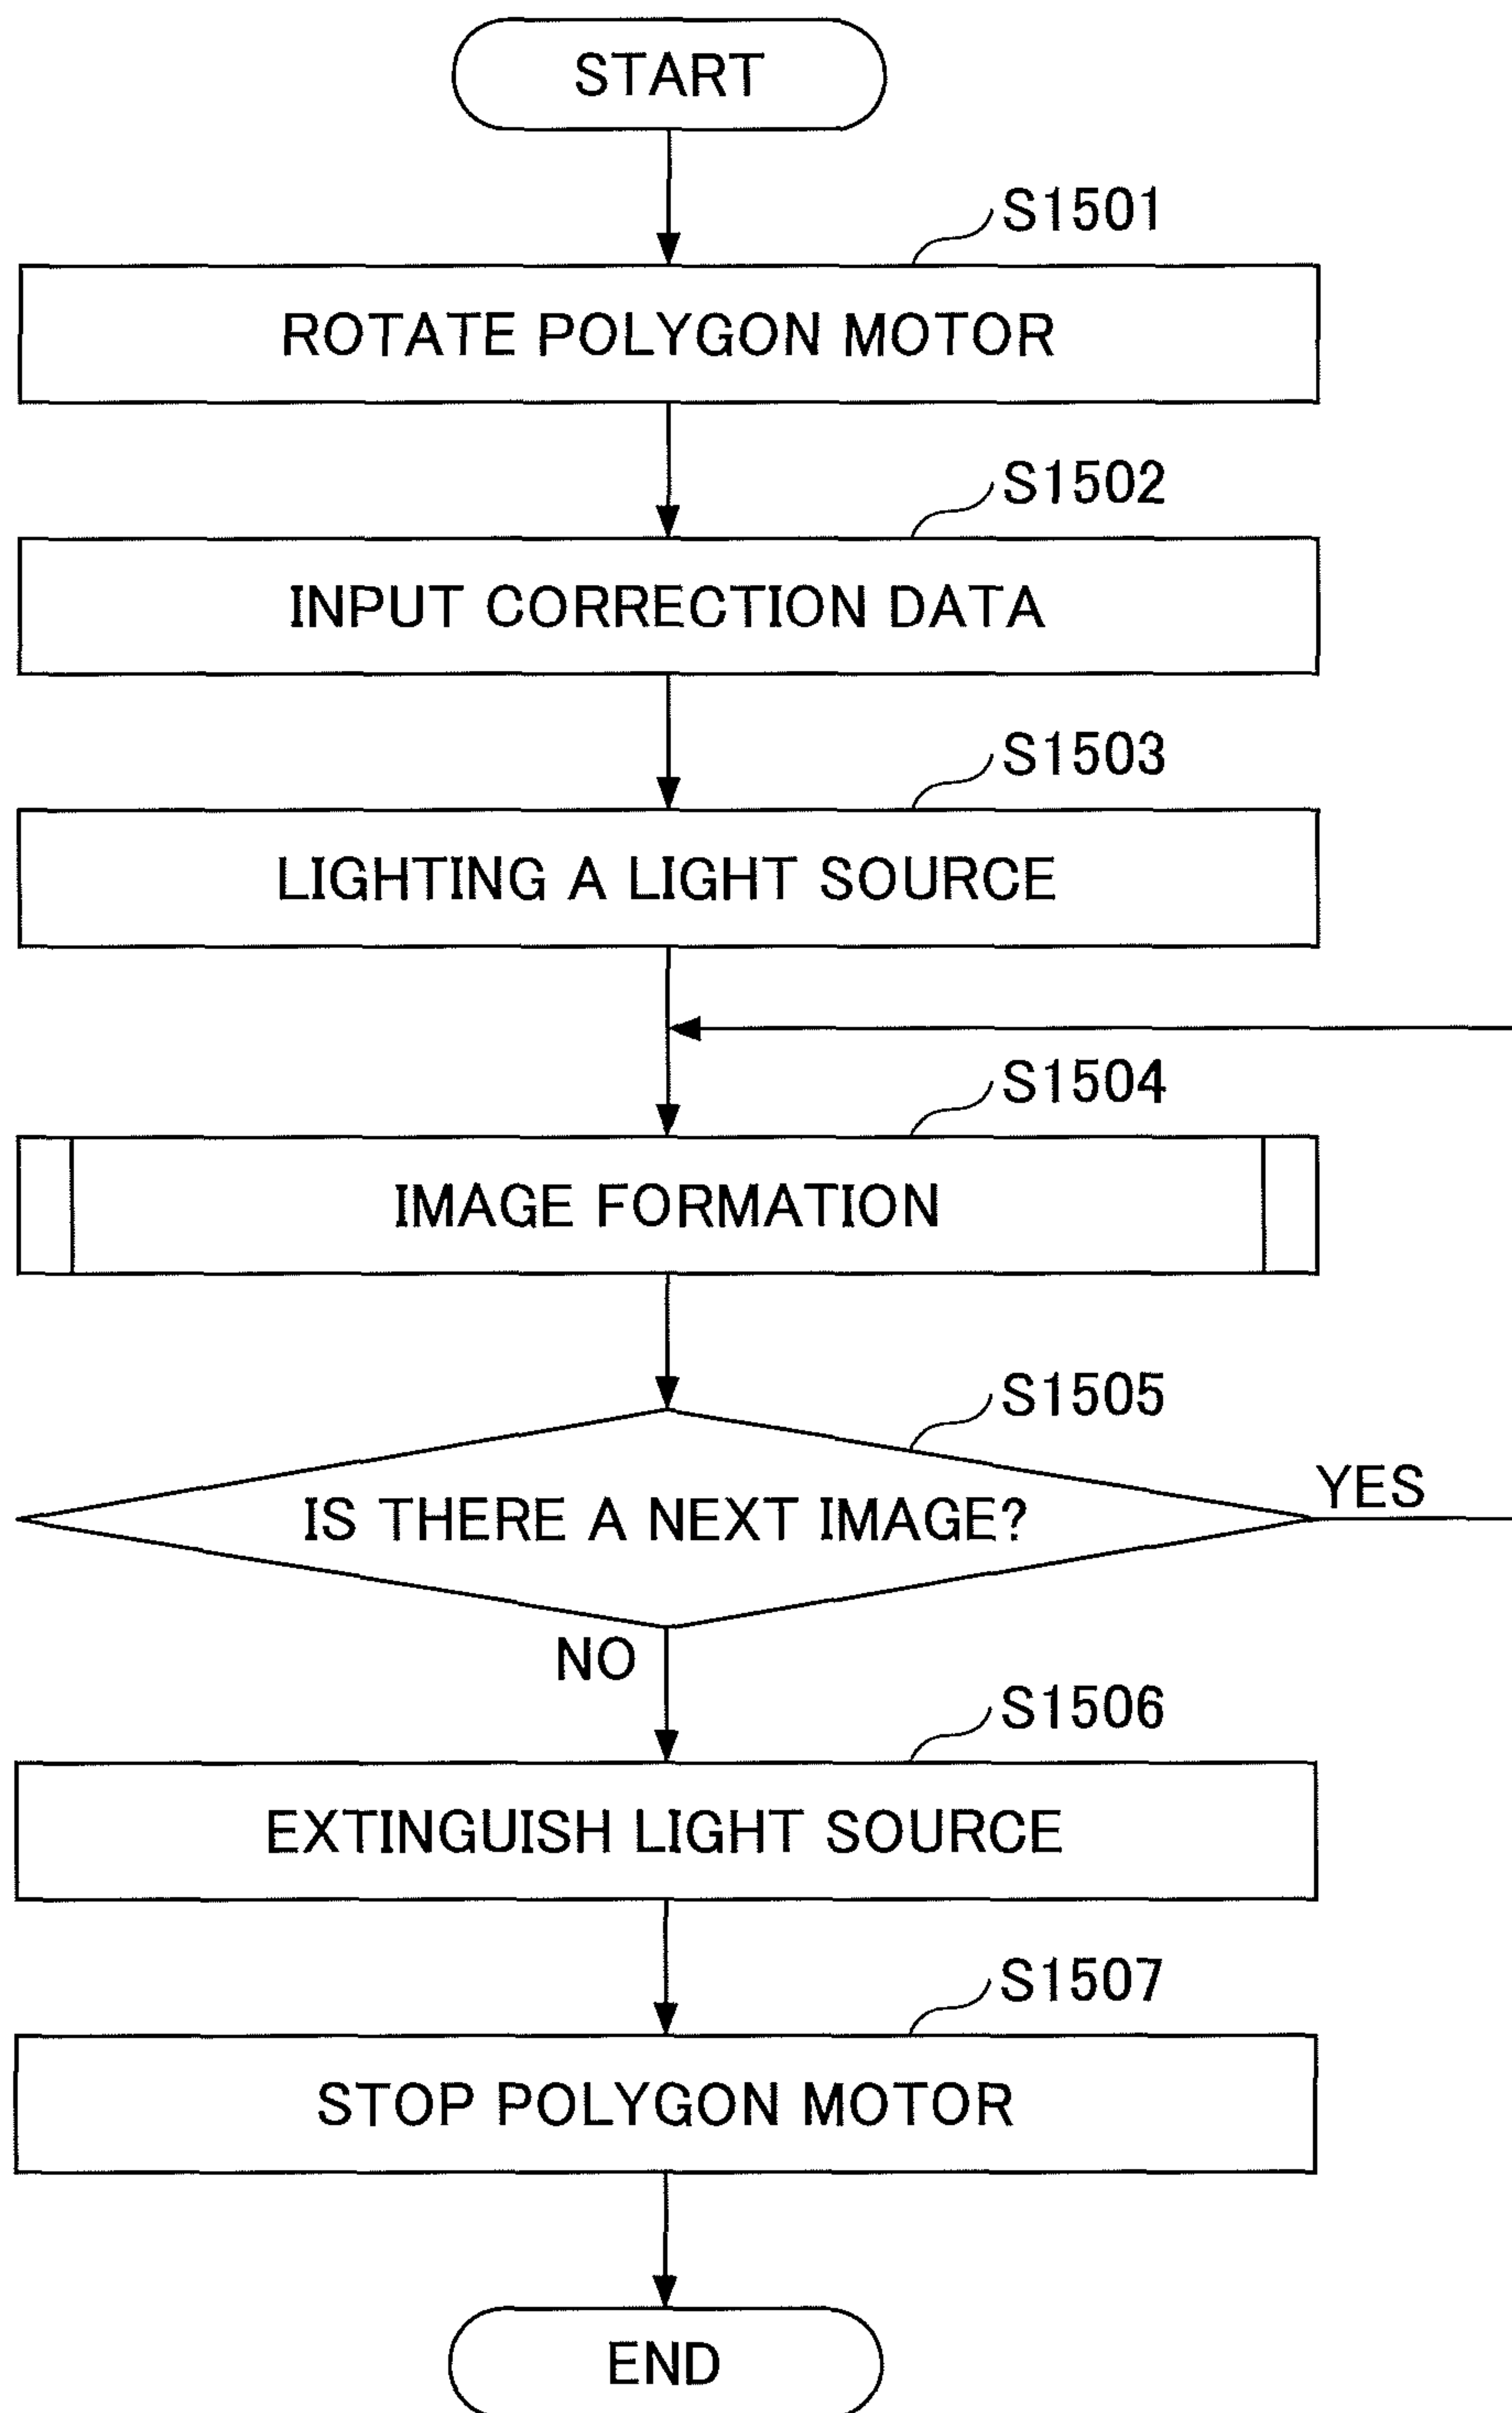 START
S1501
ROTATE POLYGON MOTOR
S1502
INPUT CORRECTION DATA
S1503
LIGHTING A LIGHT SOURCE
S1504
IMAGE FORMATION
S1505
IS THERE A NEXT IMAGE?
YES
NO
S1506
EXTINGUISH LIGHT SOURCE
S1507
STOP POLYGON MOTOR
END